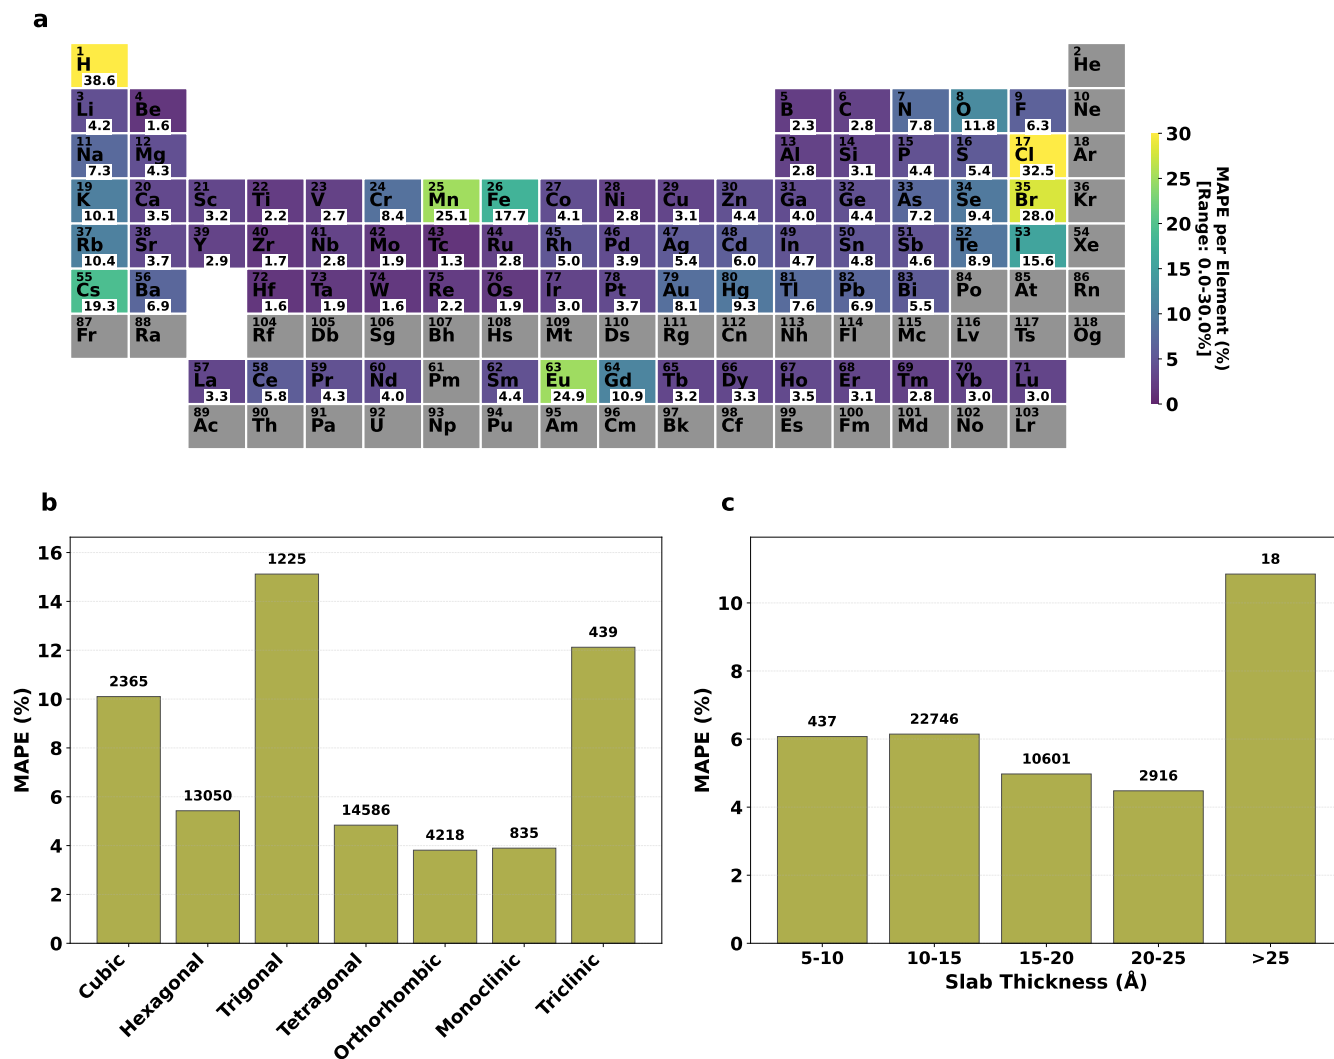 a
1 2
H He
38.6
3 4 5 6 7 8 9 10
Li Be B C N O F Ne
4.2 1.6 2.3 2.8 7.8 11.8 6.3
11 12 13 14 15 16 17 18
Na Mg Al Si P S Cl Ar
7.3 4.3 2.8 3.1 4.4 5.4 32.5
19 20 21 22 23 24 25 26 27 28 29 30 31 32 33 34 35 36
K Ca Sc Ti V Cr Mn Fe Co Ni Cu Zn Ga Ge As Se Br Kr
10.1 3.5 3.2 2.2 2.7 8.4 25.1 17.7 4.1 2.8 3.1 4.4 4.0 4.4 7.2 9.4 28.0
37 38 39 40 41 42 43 44 45 46 47 48 49 50 51 52 53 54
Rb Sr Y Zr Nb Mo Tc Ru Rh Pd Ag Cd In Sn Sb Te I Xe
10.4 3.7 2.9 1.7 2.8 1.9 1.3 2.8 5.0 3.9 5.4 6.0 4.7 4.8 4.6 8.9 15.6
55 56 72 73 74 75 76 77 78 79 80 81 82 83 84 85 86
Cs Ba Hf Ta W Re Os Ir Pt Au Hg Tl Pb Bi Po At Rn
19.3 6.9 1.6 1.9 1.6 2.2 1.9 3.0 3.7 8.1 9.3 7.6 6.9 5.5
87 88 104 105 106 107 108 109 110 111 112 113 114 115 116 117 118
Fr Ra Rf Db Sg Bh Hs Mt Ds Rg Cn Nh Fl Mc Lv Ts Og
57 58 59 60 61 62 63 64 65 66 67 68 69 70 71
La Ce Pr Nd Pm Sm Eu Gd Tb Dy Ho Er Tm Yb Lu
3.3 5.8 4.3 4.0 4.4 24.9 10.9 3.2 3.3 3.5 3.1 2.8 3.0 3.0
89 90 91 92 93 94 95 96 97 98 99 100 101 102 103
Ac Th Pa U Np Pu Am Cm Bk Cf Es Fm Md No Lr
30
25
20
15
10
5
0
MAPE per Element (%)
[Range: 0.0-30.0%]
b
MAPE (%)
16
14
12
10
8
6
4
2
0
2365
13050
1225
14586
4218
835
439
Cubic
Hexagonal
Trigonal
Tetragonal
Orthorhombic
Monoclinic
Triclinic
c
MAPE (%)
10
8
6
4
2
0
437
22746
10601
2916
18
5-10
10-15
15-20
20-25
>25
Slab Thickness (Å)